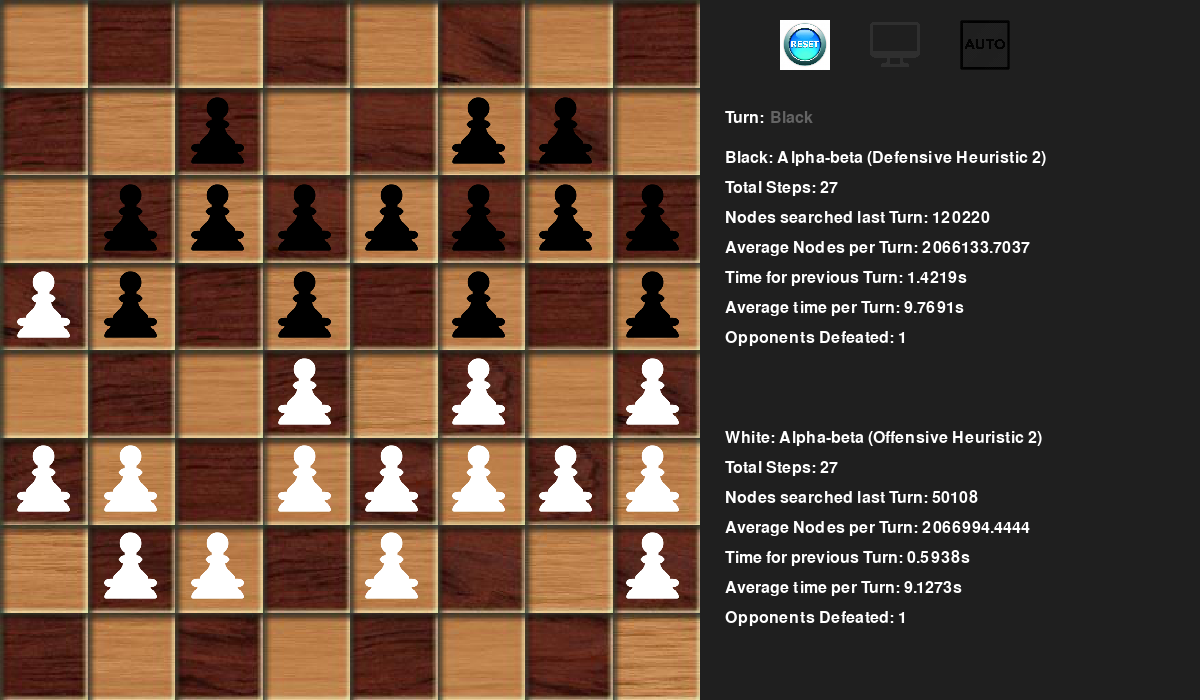 RESET
AUTO
Turn: Black
Black: Alpha-beta (Defensive Heuristic 2)
Total Steps: 27
Nodes searched last Turn: 120220
Average Nodes per Turn: 2066133.7037
Time for previous Turn: 1.4219s
Average time per Turn: 9.7691s
Opponents Defeated: 1
White: Alpha-beta (Offensive Heuristic 2)
Total Steps: 27
Nodes searched last Turn: 50108
Average Nodes per Turn: 2066994.4444
Time for previous Turn: 0.5938s
Average time per Turn: 9.1273s
Opponents Defeated: 1